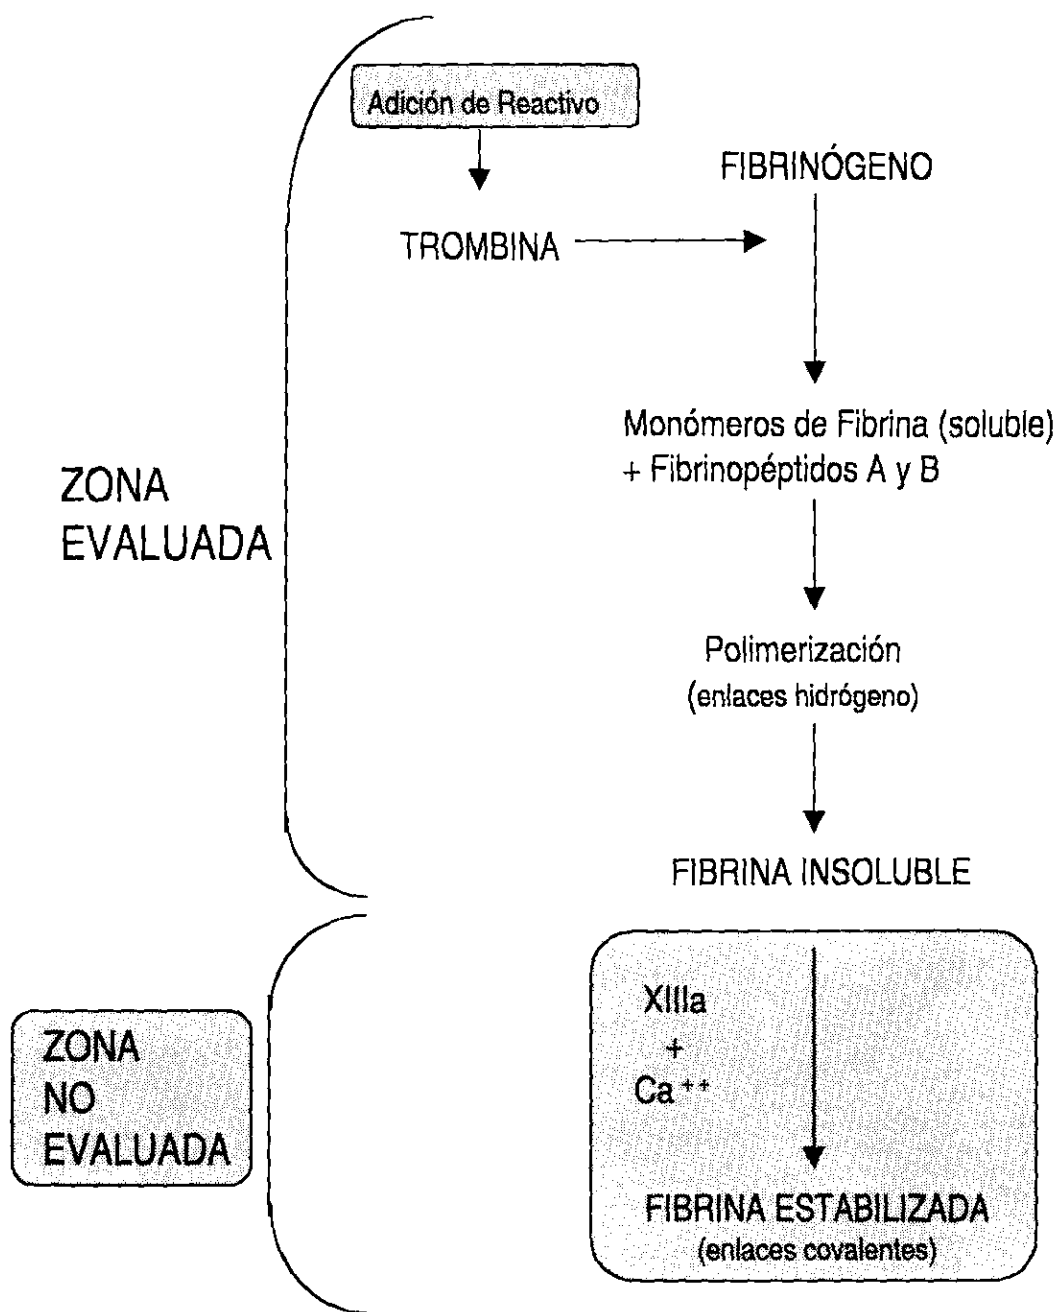 Adición de Reactivo
FIBRINÓGENO
TROMBINA
Monómeros de Fibrina (soluble)
+ Fibrinopéptidos A y B
ZONA
EVALUADA
Polimerización
(enlaces hidrógeno)
FIBRINA INSOLUBLE
XIIIa
+
Ca ++
ZONA
NO
EVALUADA
FIBRINA ESTABILIZADA
(enlaces covalentes)